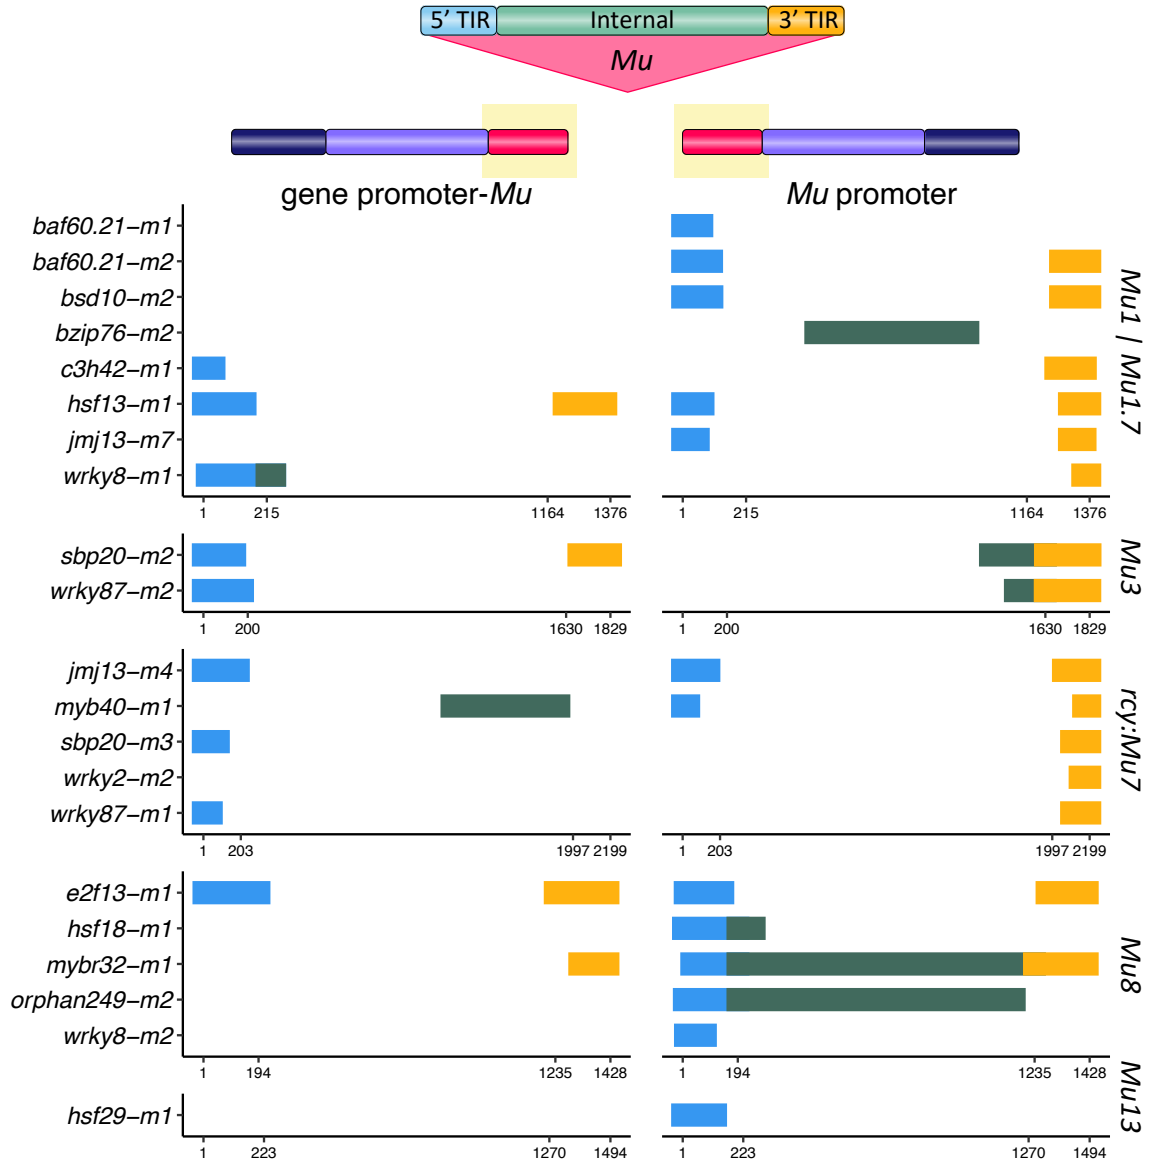 5’ TIR Internal 3’ TIR
Mu
gene promoter-Mu Mu promoter
baf60.21−m1
baf60.21−m2
bsd10−m2
bzip76−m2
c3h42−m1
hsf13−m1
jmj13−m7
wrky8−m1
Mu1 | Mu1.7
1 215 1164 1376 1 215 1164 1376
sbp20−m2
wrky87−m2
Mu3
1 200 1630 1829 1 200 1630 1829
jmj13−m4
myb40−m1
sbp20−m3
wrky2−m2
wrky87−m1
rcy:Mu7
1 203 1997 2199 1 203 1997 2199
e2f13−m1
hsf18−m1
mybr32−m1
orphan249−m2
wrky8−m2
Mu8
1 194 1235 1428 1 194 1235 1428
hsf29−m1
Mu13
1 223 1270 1494 1 223 1270 1494